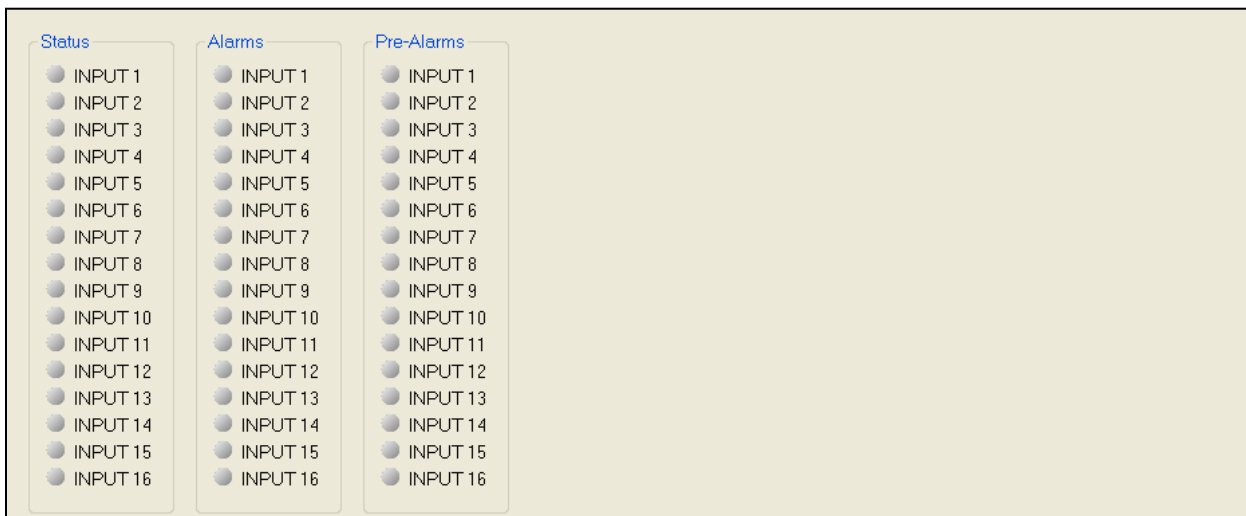 Status
INPUT 1
INPUT 2
INPUT 3
INPUT 4
INPUT 5
INPUT 6
INPUT 7
INPUT 8
INPUT 9
INPUT 10
INPUT 11
INPUT 12
INPUT 13
INPUT 14
INPUT 15
INPUT 16
Alarms
INPUT 1
INPUT 2
INPUT 3
INPUT 4
INPUT 5
INPUT 6
INPUT 7
INPUT 8
INPUT 9
INPUT 10
INPUT 11
INPUT 12
INPUT 13
INPUT 14
INPUT 15
INPUT 16
Pre-Alarms
INPUT 1
INPUT 2
INPUT 3
INPUT 4
INPUT 5
INPUT 6
INPUT 7
INPUT 8
INPUT 9
INPUT 10
INPUT 11
INPUT 12
INPUT 13
INPUT 14
INPUT 15
INPUT 16